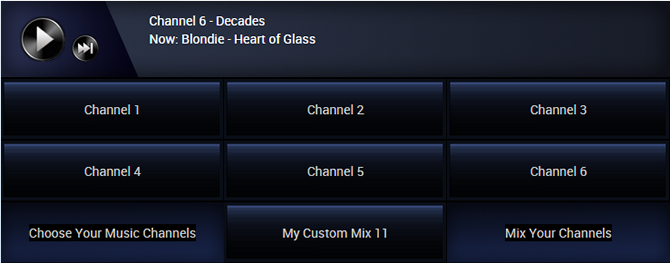 Channel 6 - Decades
Now: Blondie - Heart of Glass
Channel 1
Channel 2
Channel 3
Channel 4
Channel 5
Channel 6
Choose Your Music Channels
My Custom Mix 11
Mix Your Channels